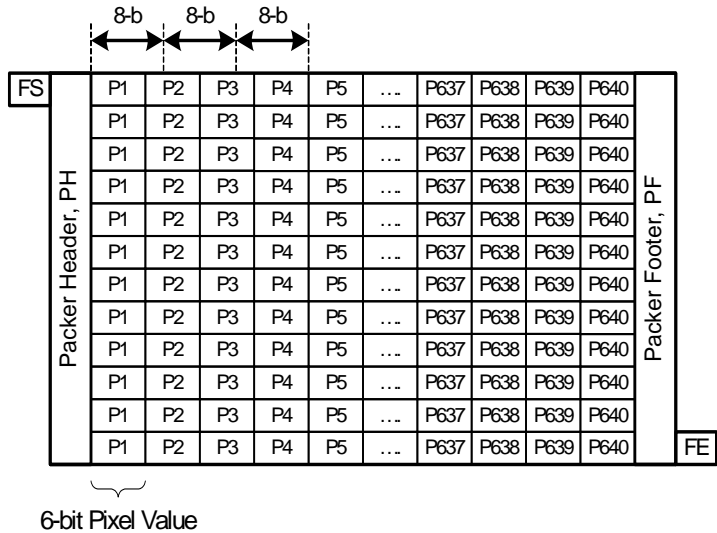 8-b 8-b 8-b
FS P1 P2 P3 P4 P5 .... P637 P638 P639 P640
P1 P2 P3 P4 P5 .... P637 P638 P639 P640
P1 P2 P3 P4 P5 .... P637 P638 P639 P640
P1 P2 P3 P4 P5 .... P637 P638 P639 P640
P1 P2 P3 P4 P5 .... P637 P638 P639 P640
P1 P2 P3 P4 P5 .... P637 P638 P639 P640
P1 P2 P3 P4 P5 .... P637 P638 P639 P640
P1 P2 P3 P4 P5 .... P637 P638 P639 P640
P1 P2 P3 P4 P5 .... P637 P638 P639 P640
P1 P2 P3 P4 P5 .... P637 P638 P639 P640
P1 P2 P3 P4 P5 .... P637 P638 P639 P640
P1 P2 P3 P4 P5 .... P637 P638 P639 P640 FE
Packer Header, PH
Packer Footer, PF
6-bit Pixel Value